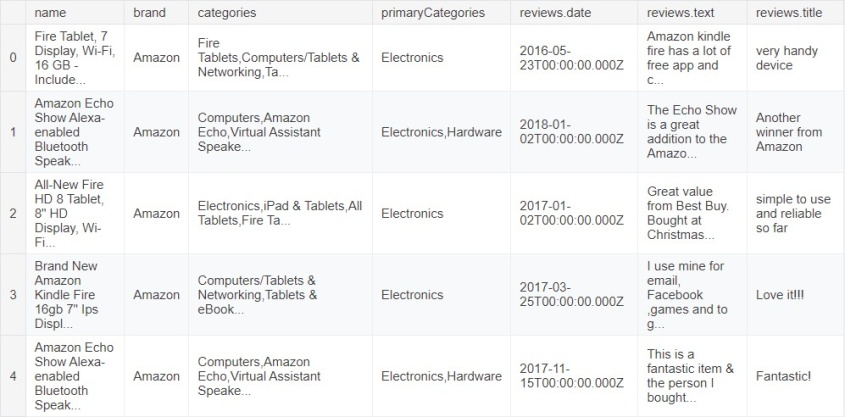 name brand categories primaryCategories reviews.date reviews.text reviews.title
0
Fire Tablet, 7
Display, Wi-Fi,
16 GB -
Include...
Amazon
Fire
Tablets,Computers/Tablets &
Networking,Ta...
Electronics
2016-05-
23T00:00:00.000Z
Amazon kindle
fire has a lot of
free app and
c...
very handy
device
1
Amazon Echo
Show Alexa-
enabled
Bluetooth
Speak...
Amazon
Computers,Amazon
Echo,Virtual Assistant
Speake...
Electronics,Hardware
2018-01-
02T00:00:00.000Z
The Echo Show
is a great
addition to the
Amazo...
Another
winner from
Amazon
2
All-New Fire
HD 8 Tablet,
8" HD
Display, Wi-
Fi...
Amazon
Electronics,iPad & Tablets,All
Tablets,Fire Ta...
Electronics
2017-01-
02T00:00:00.000Z
Great value
from Best Buy.
Bought at
Christmas...
simple to use
and reliable
so far
3
Brand New
Amazon
Kindle Fire
16gb 7" Ips
Displ...
Amazon
Computers/Tablets &
Networking,Tablets &
eBook...
Electronics
2017-03-
25T00:00:00.000Z
I use mine for
email,
Facebook
,games and to
g...
Love it!!!
4
Amazon Echo
Show Alexa-
enabled
Bluetooth
Speak...
Amazon
Computers,Amazon
Echo,Virtual Assistant
Speake...
Electronics,Hardware
2017-11-
15T00:00:00.000Z
This is a
fantastic item &
the person I
bought...
Fantastic!